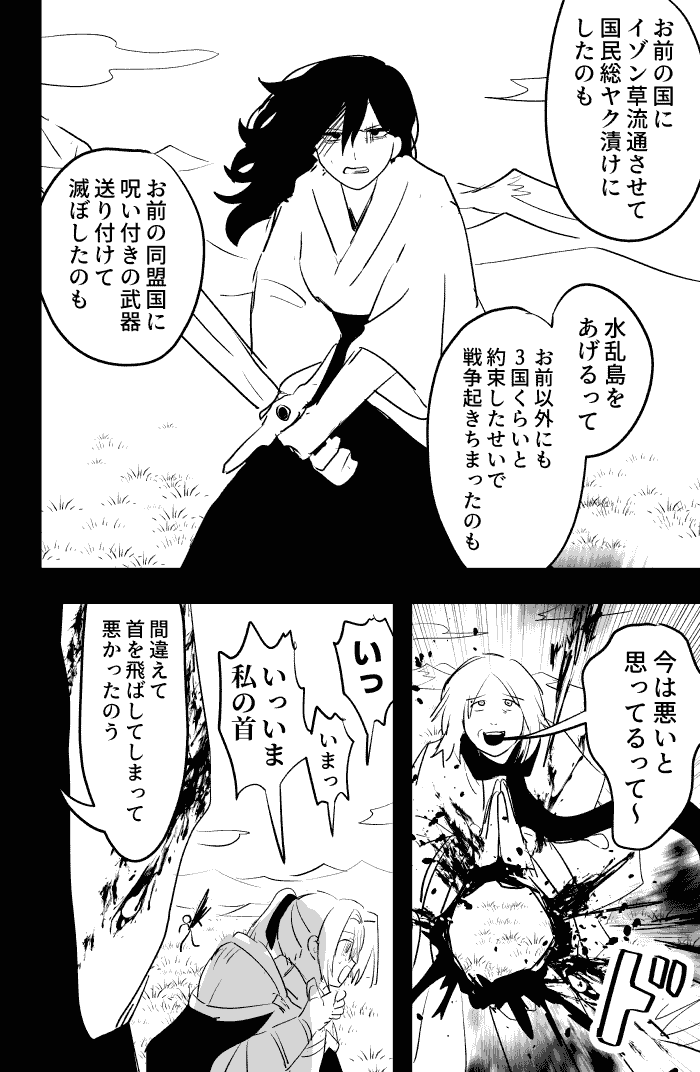 お前の国に
イゾン草流通させて
国民総ヤク漬けに
したのも
お前の同盟国に
呪い付きの武器
送り付けて
滅ぼしたのも
水乱島を
あげるって
お前以外にも
3国くらいと
約束したせいで
戦争起きちまったのも
今は悪いと
思ってるって～
ド
いっ
いまっ
いっいま
私の首
間違えて
首を飛ばしてしまって
悪かったのう